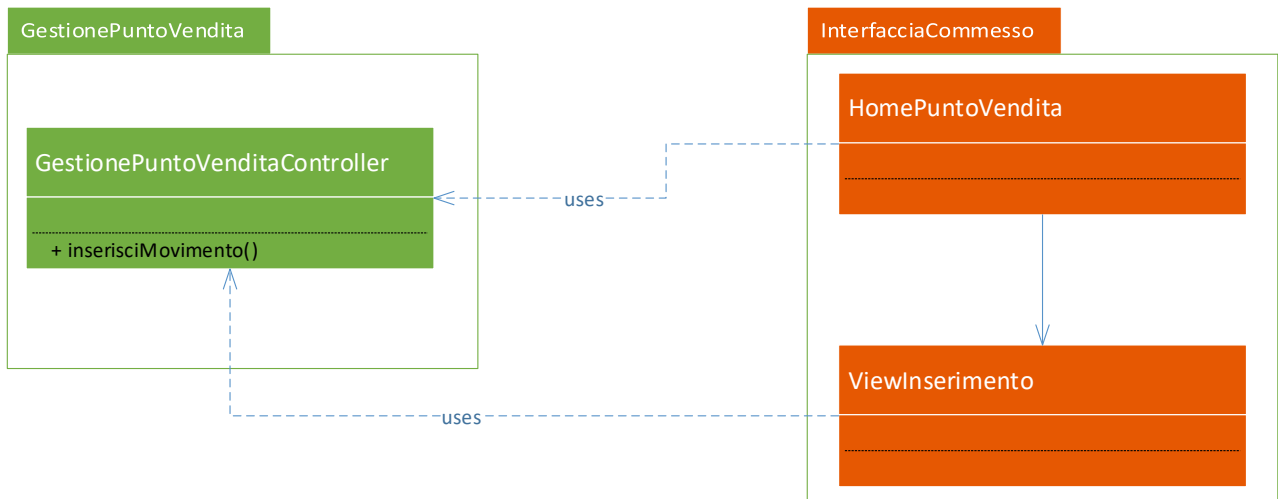 GestionePuntoVendita
InterfacciaCommesso
HomePuntoVendita
GestionePuntoVenditaController
uses
+ inserisciMovimento()
ViewInserimento
uses